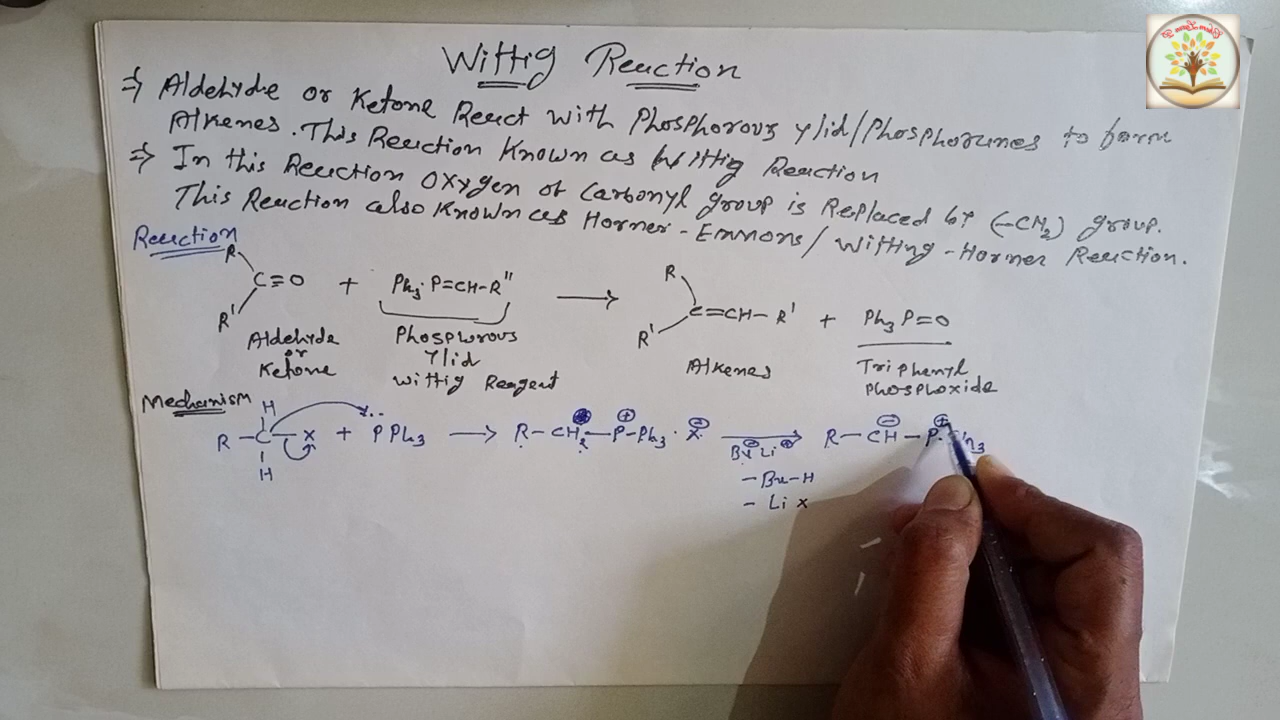 Wittig Reaction
⇒ Aldehyde or Ketone React with Phosphorous ylid/Phosphoranes to form
Alkenes. This Reaction Known as Wittig Reaction
⇒ In this Reaction Oxygen of Carbonyl group is Replaced by (=CH₂) group.
This Reaction also Known as Horner-Emmons/Witting-Horner Reaction.
Reaction
R
C=O + Ph₃P=CH-R" ⟶ R
R' C=CH-R' + Ph₃P=O
R'
Aldehyde Phosphorous Alkenes Triphenyl
or Ylid Phosphoxide
Ketone Wittig Reagent
Mechanism
H
R-C-X + P̈Ph₃ ⟶ R-CH₂-P⊕-Ph₃ · X⊖ ⟶ R-CH⊖-P⊕
H Bu⊖Li⊕
-Bu-H
-Li x